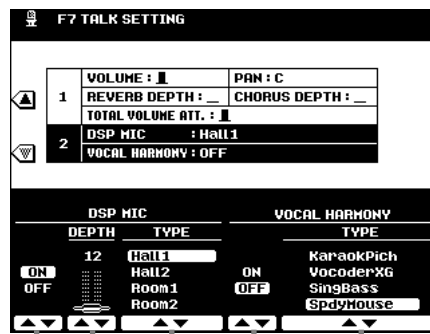 F7 TALK SETTING
1
VOLUME : PAN : C
REVERB DEPTH : _ CHORUS DEPTH : _
TOTAL VOLUME ATT. :
2
DSP MIC : Hall1
VOCAL HARMONY : OFF
DSP MIC VOCAL HARMONY
DEPTH TYPE TYPE
12 Hall1 KaraokPich
ON Hall2 ON VocoderXG
OFF Room1 OFF SingBass
Room2 SpdyMouse